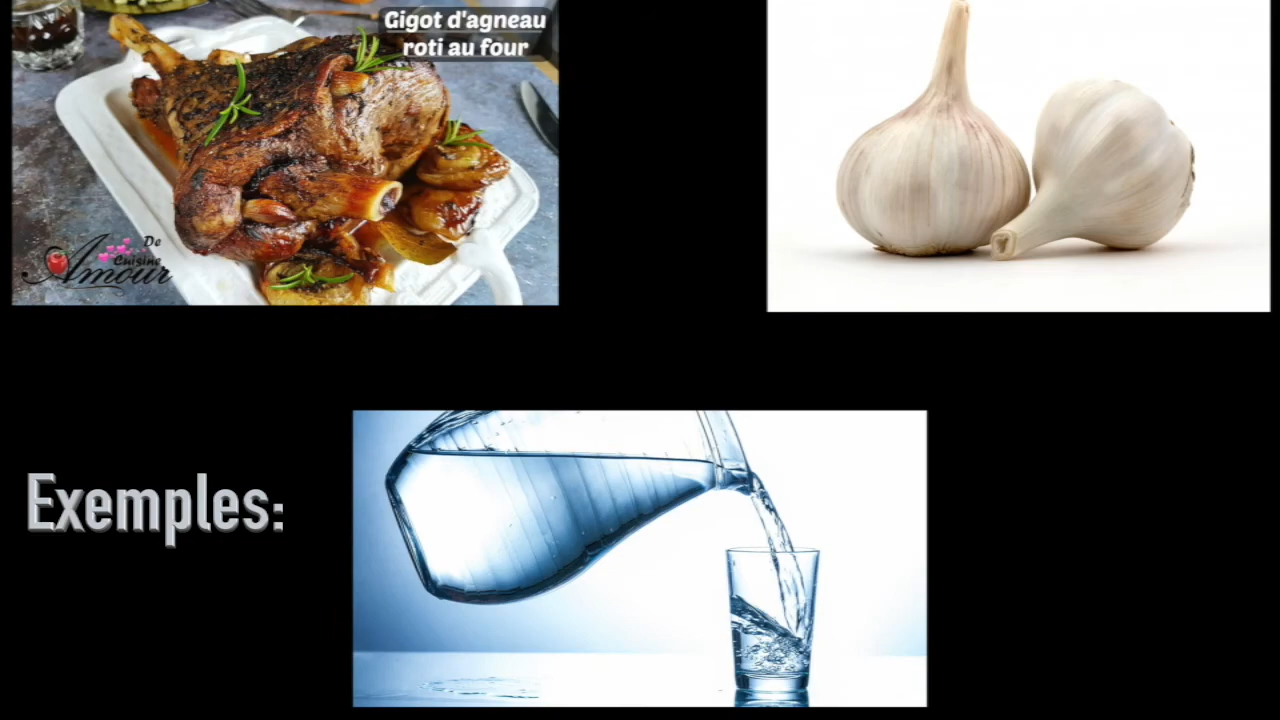 Gigot d'agneau
roti au four
De
Cuisine
Amour
Exemples: